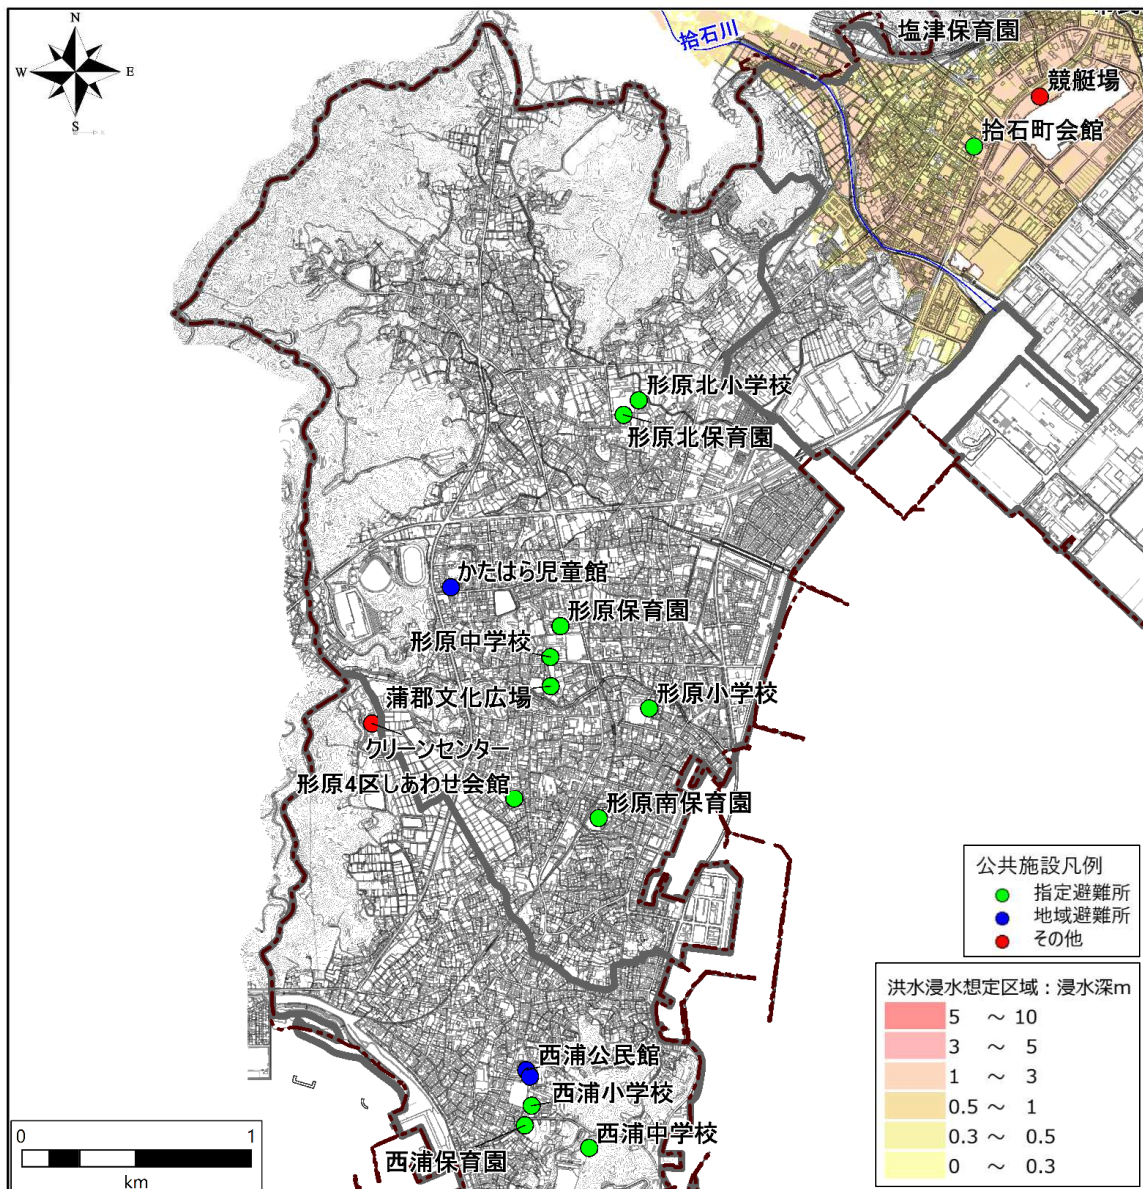 N
W
E
S
拾石川
塩津保育園
競艇場
拾石町会館
形原北小学校
形原北保育園
かたはら児童館
形原保育園
形原中学校
蒲郡文化広場
形原小学校
クリーンセンター
形原4区しあわせ会館
形原南保育園
公共施設凡例
指定避難所
地域避難所
その他
洪水浸水想定区域：浸水深m
5 ～ 10
3 ～ 5
1 ～ 3
0.5 ～ 1
0.3 ～ 0.5
0 ～ 0.3
西浦公民館
西浦小学校
西浦中学校
西浦保育園
0 1
km